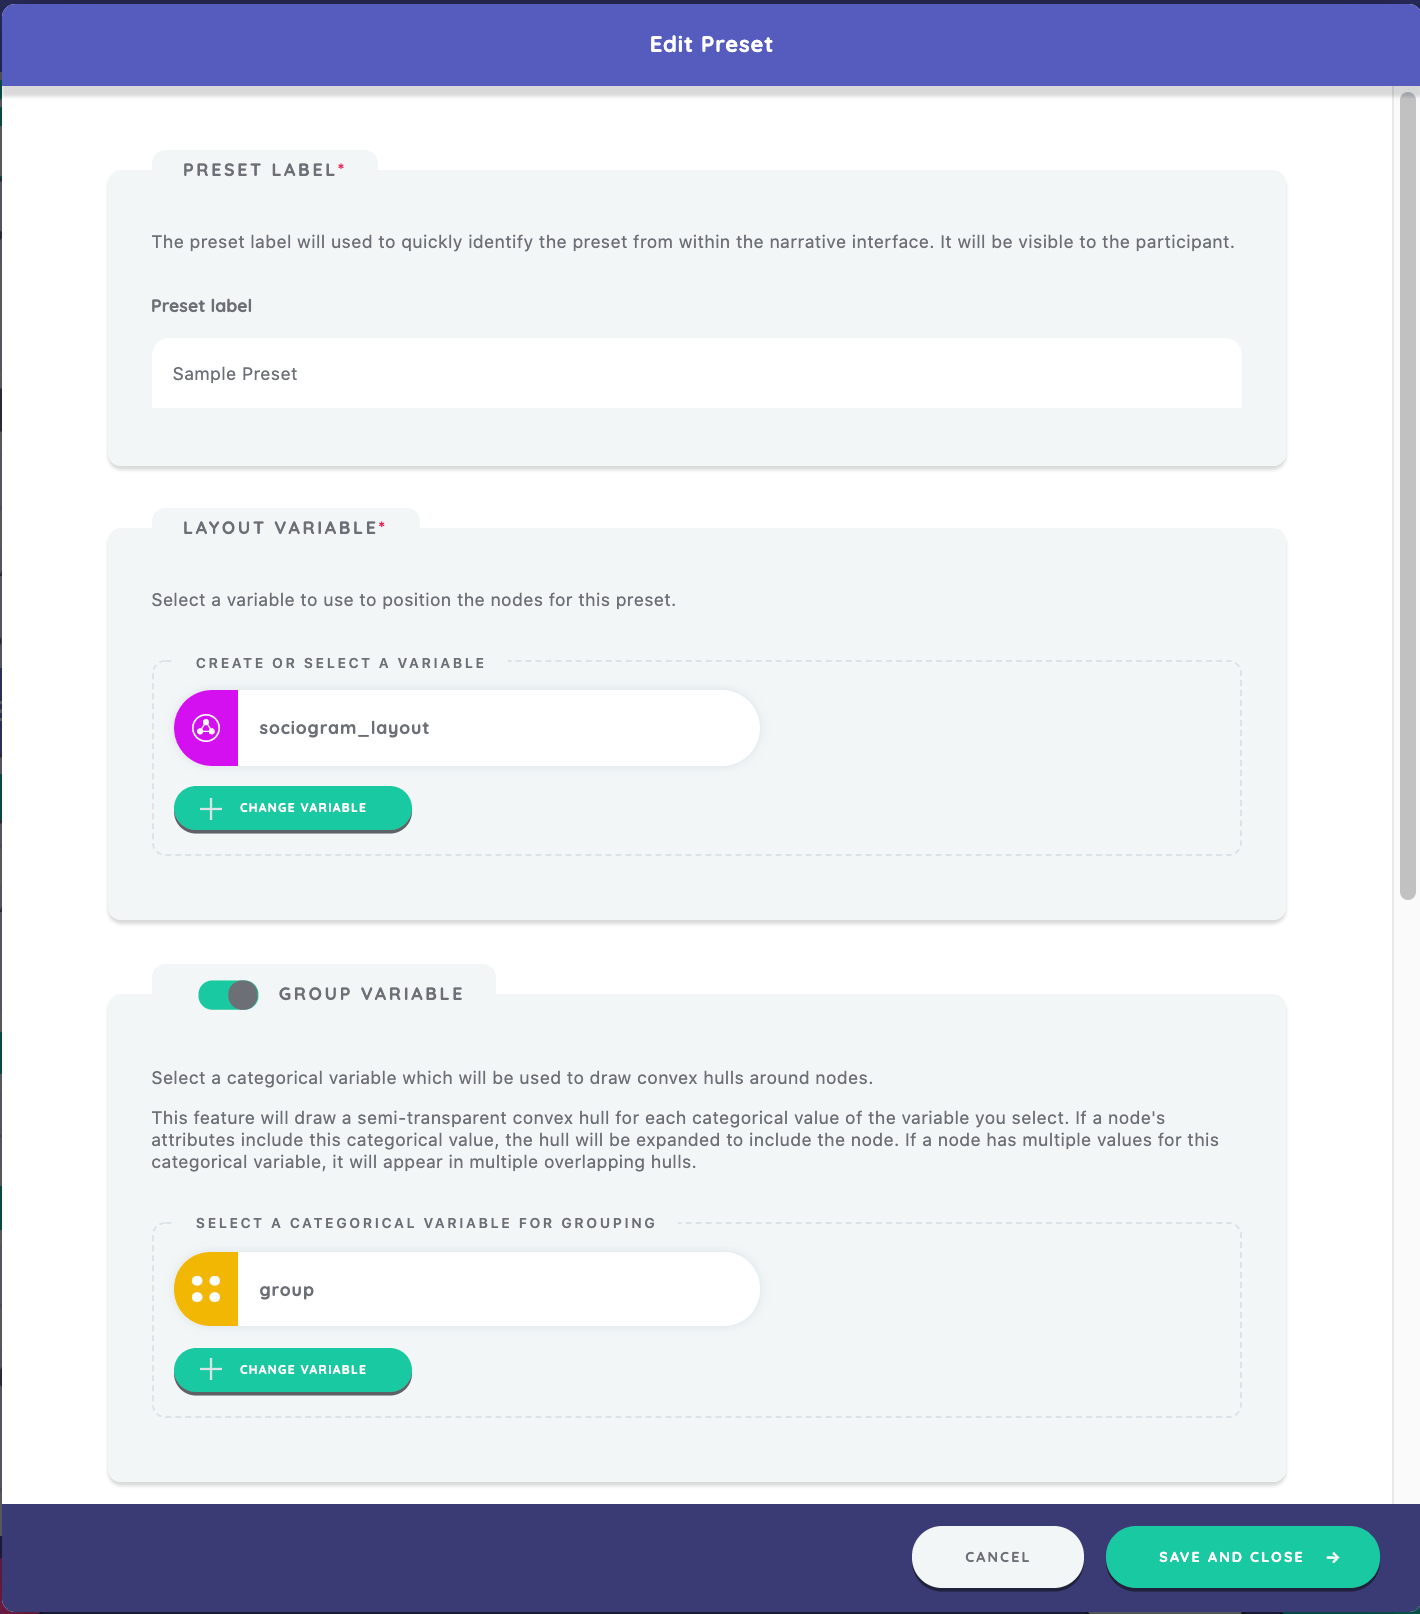 Edit Preset
PRESET LABEL*
The preset label will used to quickly identify the preset from within the narrative interface. It will be visible to the participant.
Preset label
Sample Preset
LAYOUT VARIABLE*
Select a variable to use to position the nodes for this preset.
CREATE OR SELECT A VARIABLE
sociogram_layout
CHANGE VARIABLE
GROUP VARIABLE
Select a categorical variable which will be used to draw convex hulls around nodes.
This feature will draw a semi-transparent convex hull for each categorical value of the variable you select. If a node's
attributes include this categorical value, the hull will be expanded to include the node. If a node has multiple values for this
categorical variable, it will appear in multiple overlapping hulls.
SELECT A CATEGORICAL VARIABLE FOR GROUPING
group
CHANGE VARIABLE
CANCEL
SAVE AND CLOSE